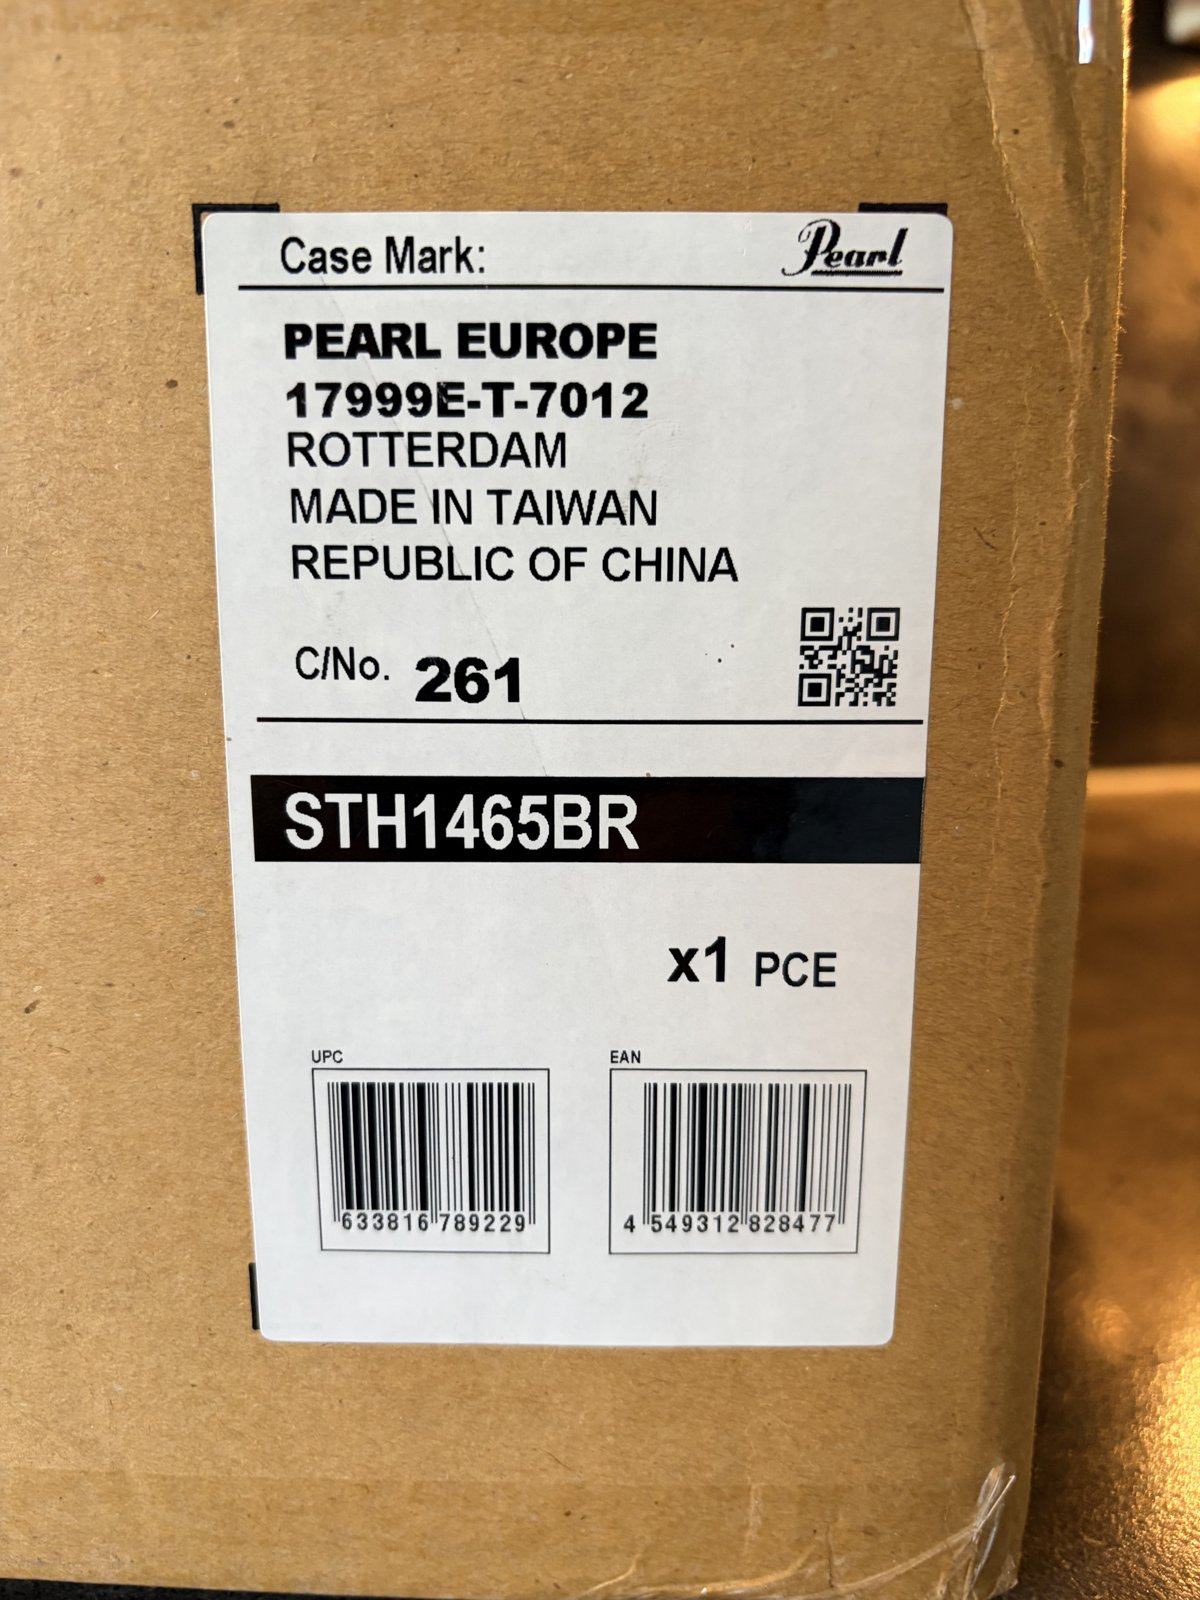 Case Mark:
Pearl
PEARL EUROPE
17999E-T-7012
ROTTERDAM
MADE IN TAIWAN
REPUBLIC OF CHINA
C/No. 261
STH1465BR
x1 PCE
UPC
633816 789229
EAN
4 549312 828477